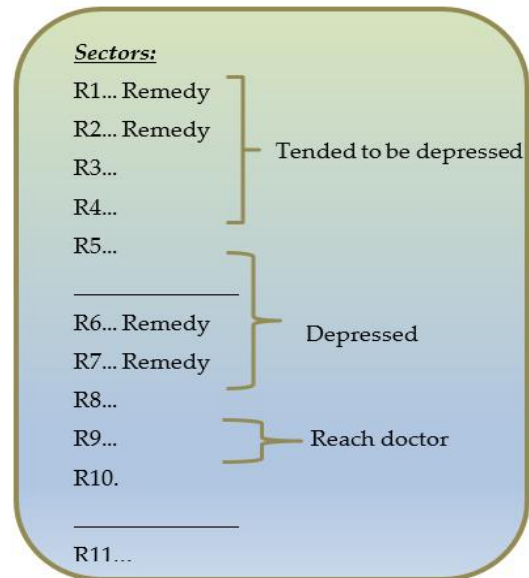 Sectors:
R1... Remedy
R2... Remedy
Tended to be depressed
R3...
R4...
R5...
R6... Remedy
Depressed
R7... Remedy
R8...
R9...
Reach doctor
R10.
R11...